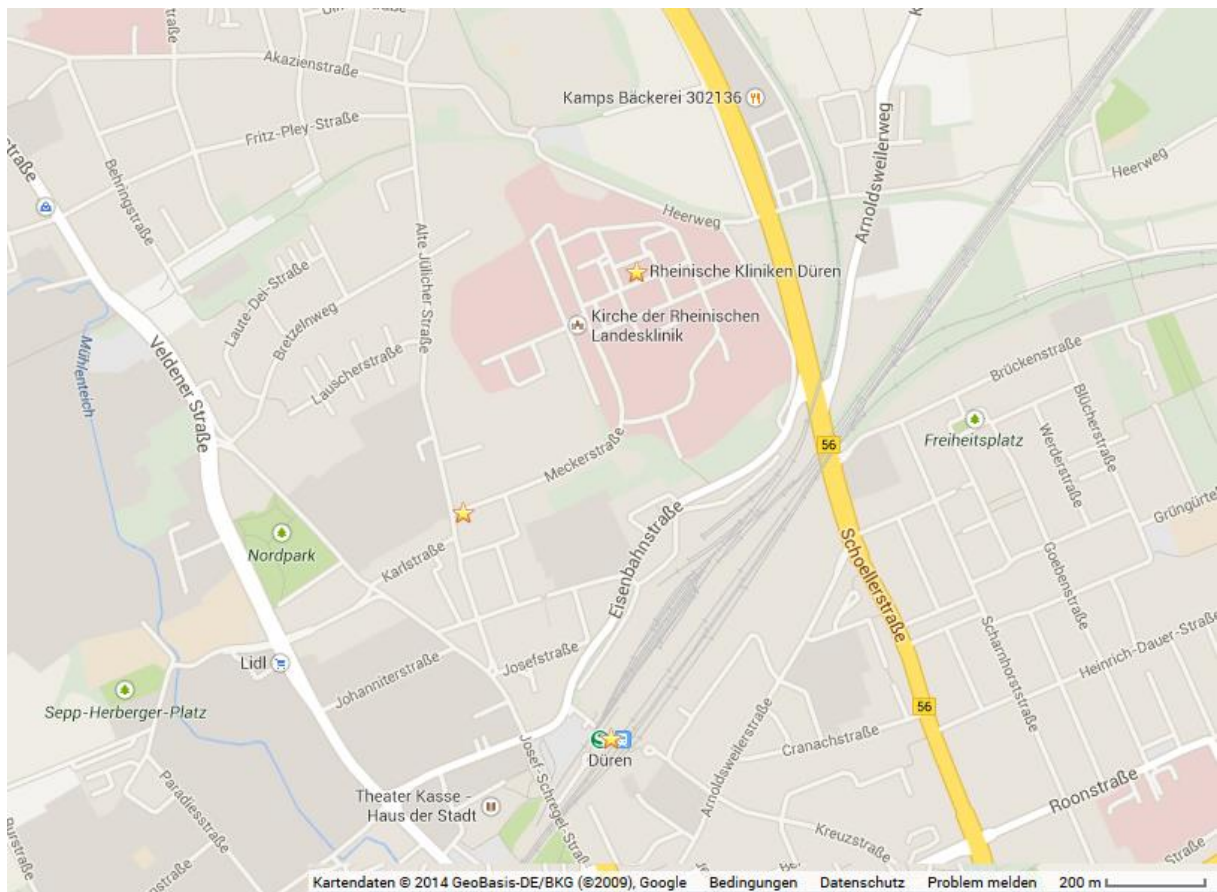 Akazienstraße
Kamps Bäckerei 302136
Fritz-Pley-Straße
Arnoldsweilerweg
Heerweg
Behringstraße
Heerweg
Alte Jülicher Straße
Laute-Dei-Straße
Bretzelnweg
Rheinische Kliniken Düren
Kirche der Rheinischen
Landesklinik
Mühlenteich
Veldener Straße
Lauscherstraße
Brückenstraße
Blücherstraße
Freiheitsplatz
Werderstraße
56
Meckerstraße
Grüngürtel
Nordpark
Karlstraße
Eisenbahnstraße
Schoellerstraße
Goebenstraße
Scharnhorststraße
Heinrich-Dauer-Straße
Lidl
Josefstraße
Johanniterstraße
Sepp-Herberger-Platz
56
Düren
Cranachstraße
Arnoldsweilerstraße
Josef-Schregel-Straße
Roonstraße
Paradiesstraße
Theater Kasse -
Haus der Stadt
Kreuzstraße
Kartendaten © 2014 GeoBasis-DE/BKG (©2009), Google Bedingungen Datenschutz Problem melden 200 m